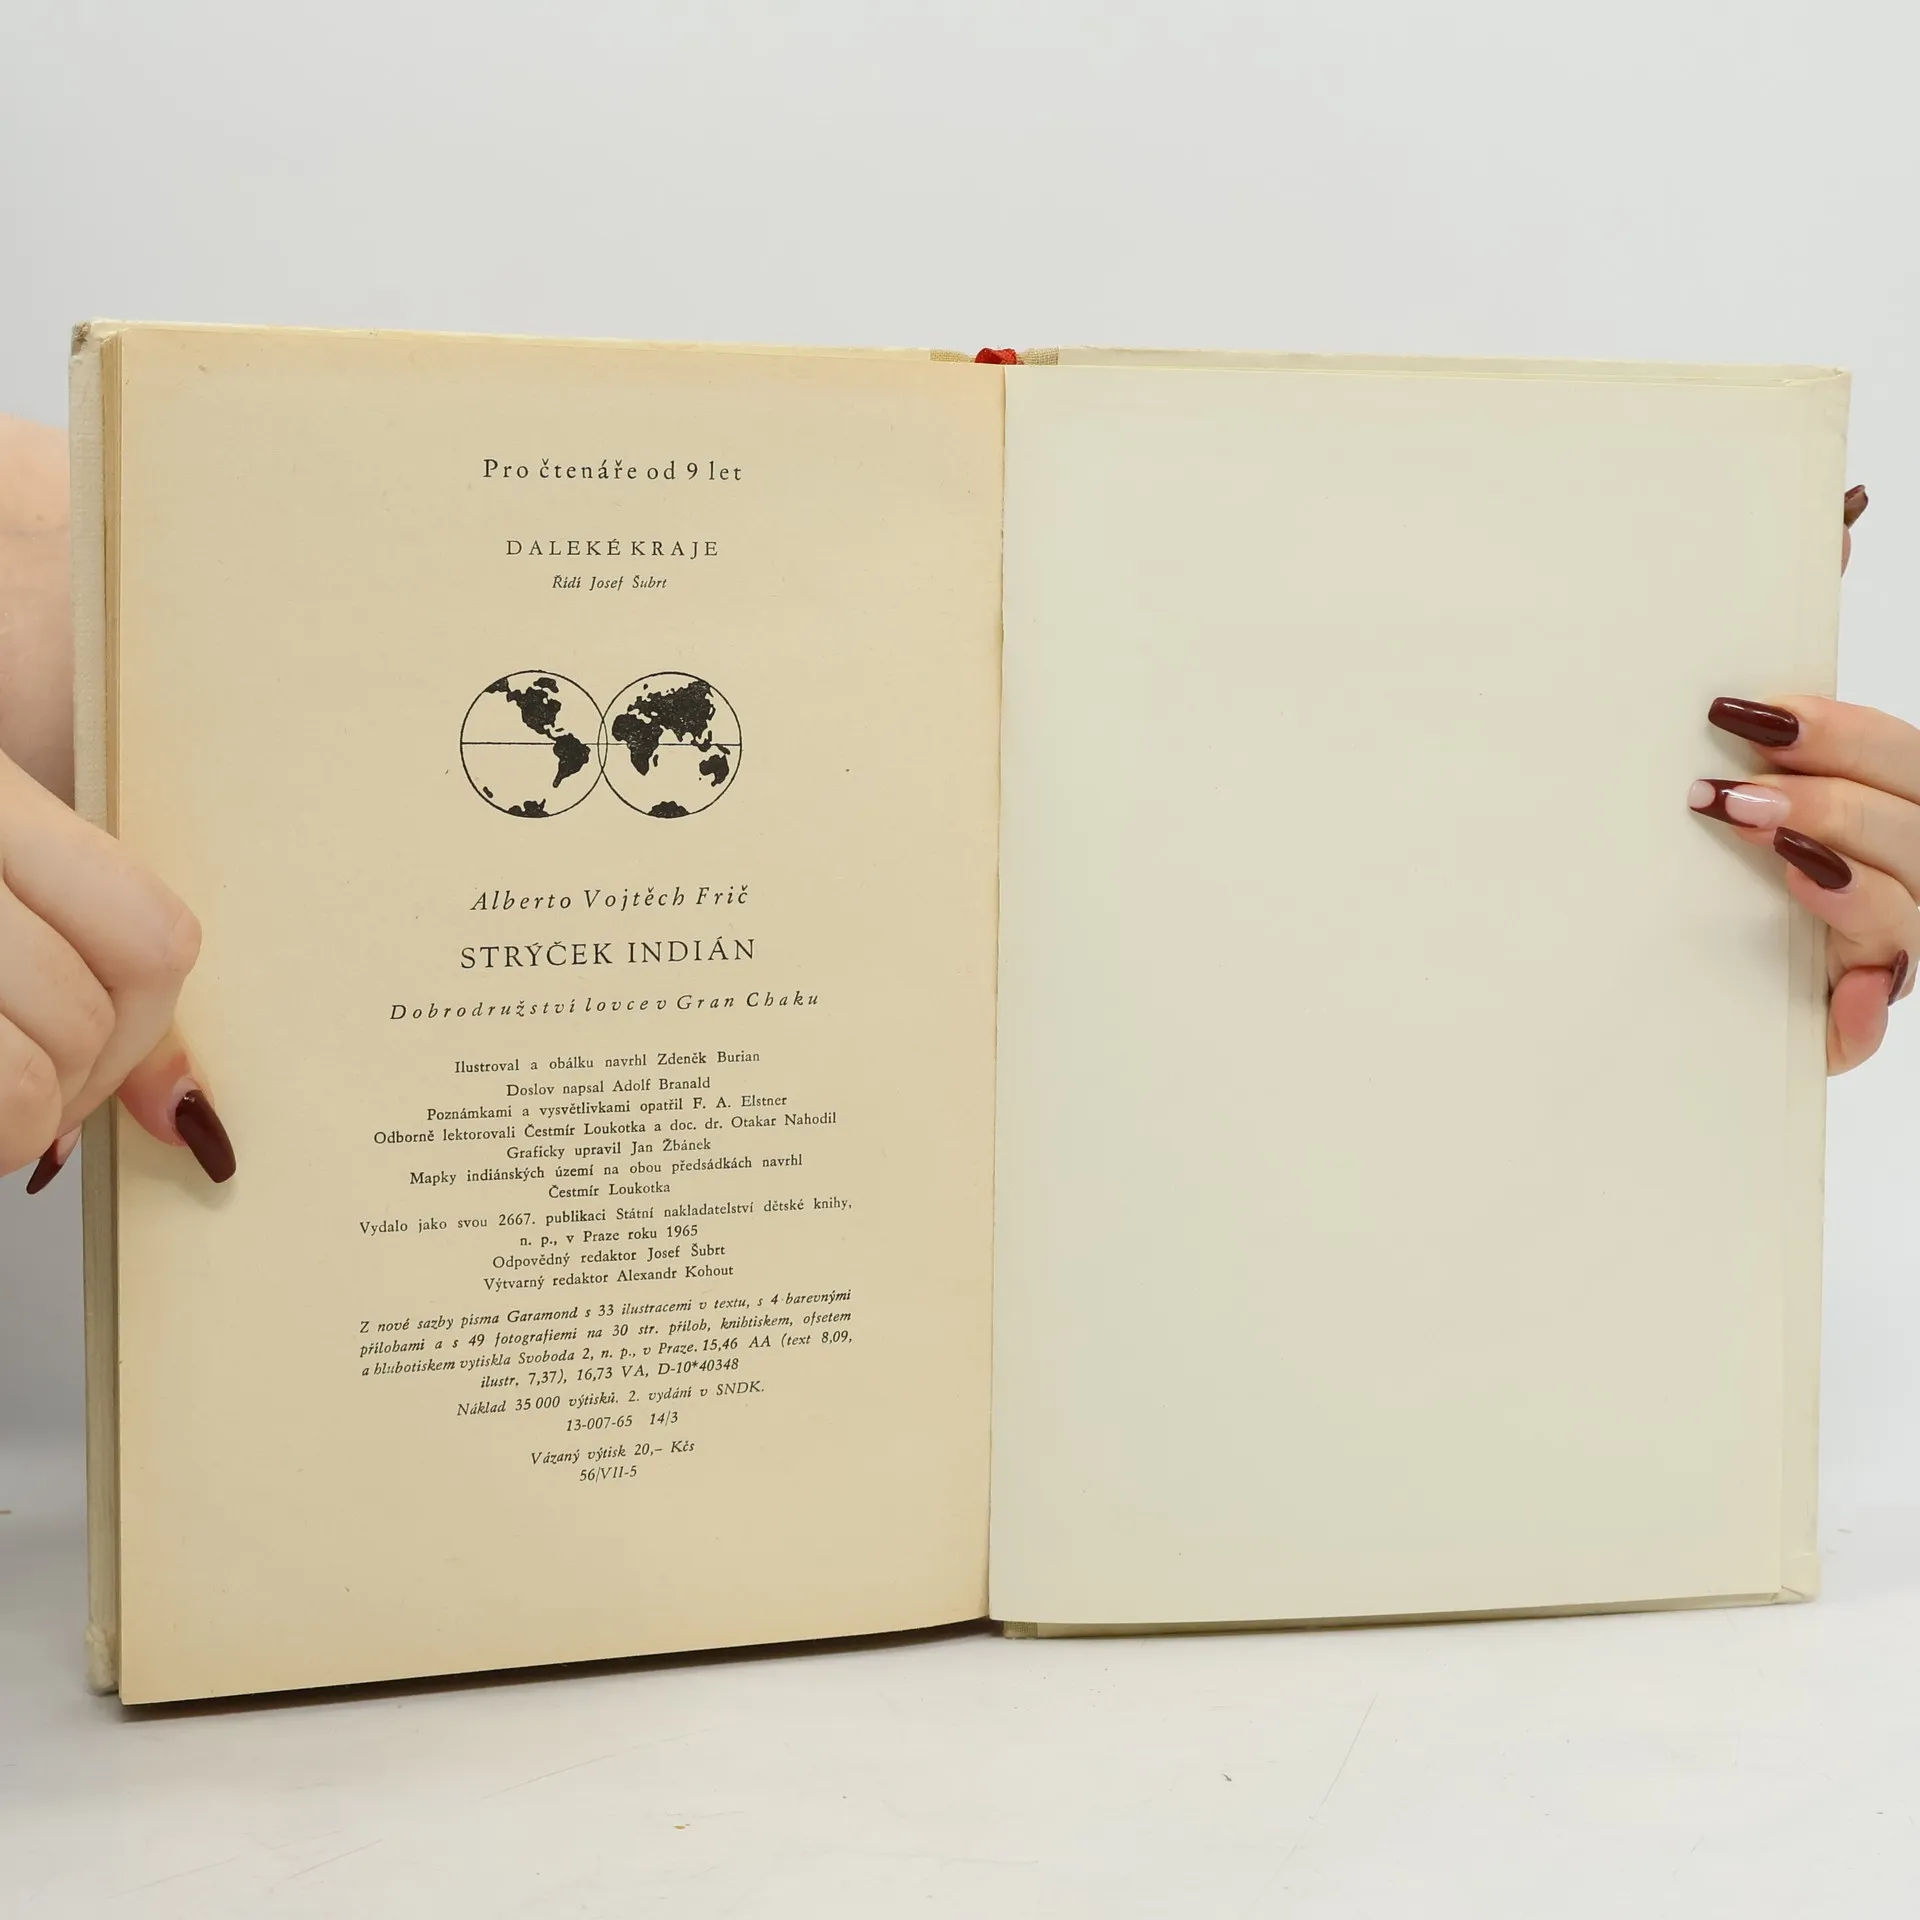 Pro čtenáře od 9 let
DALEKÉ KRAJE
Řídí Josef Šubrt
Alberto Vojtěch Frič
STRÝČEK INDIÁN
Dobrodružství lovce v Gran Chaku
Ilustroval a obálku navrhl Zdeněk Burian
Doslov napsal Adolf Branald
Poznámkami a vysvětlivkami opatřil F. A. Elstner
Odborně lektorovali Čestmír Loukotka a doc. dr. Otakar Nahodil
Graficky upravil Jan Žbánek
Mapky indiánských území na obou předsádkách navrhl
Čestmír Loukotka
Vydalo jako svou 2667. publikaci Státní nakladatelství dětské knihy,
n. p., v Praze roku 1965
Odpovědný redaktor Josef Šubrt
Výtvarný redaktor Alexandr Kohout
Z nové sazby písma Garamond s 33 ilustracemi v textu, s 4 barevnými
přílohami a s 49 fotografiemi na 30 str. příloh, knihtiskem, ofsetem
a hlubotiskem vytiskla Svoboda 2, n. p., v Praze. 15,46 AA (text 8,09,
ilustr. 7,37), 16,73 VA, D-10*40348
Náklad 35 000 výtisků. 2. vydání v SNDK.
13-007-65 14/3
Vázaný výtisk 20,– Kčs
56/VII-5